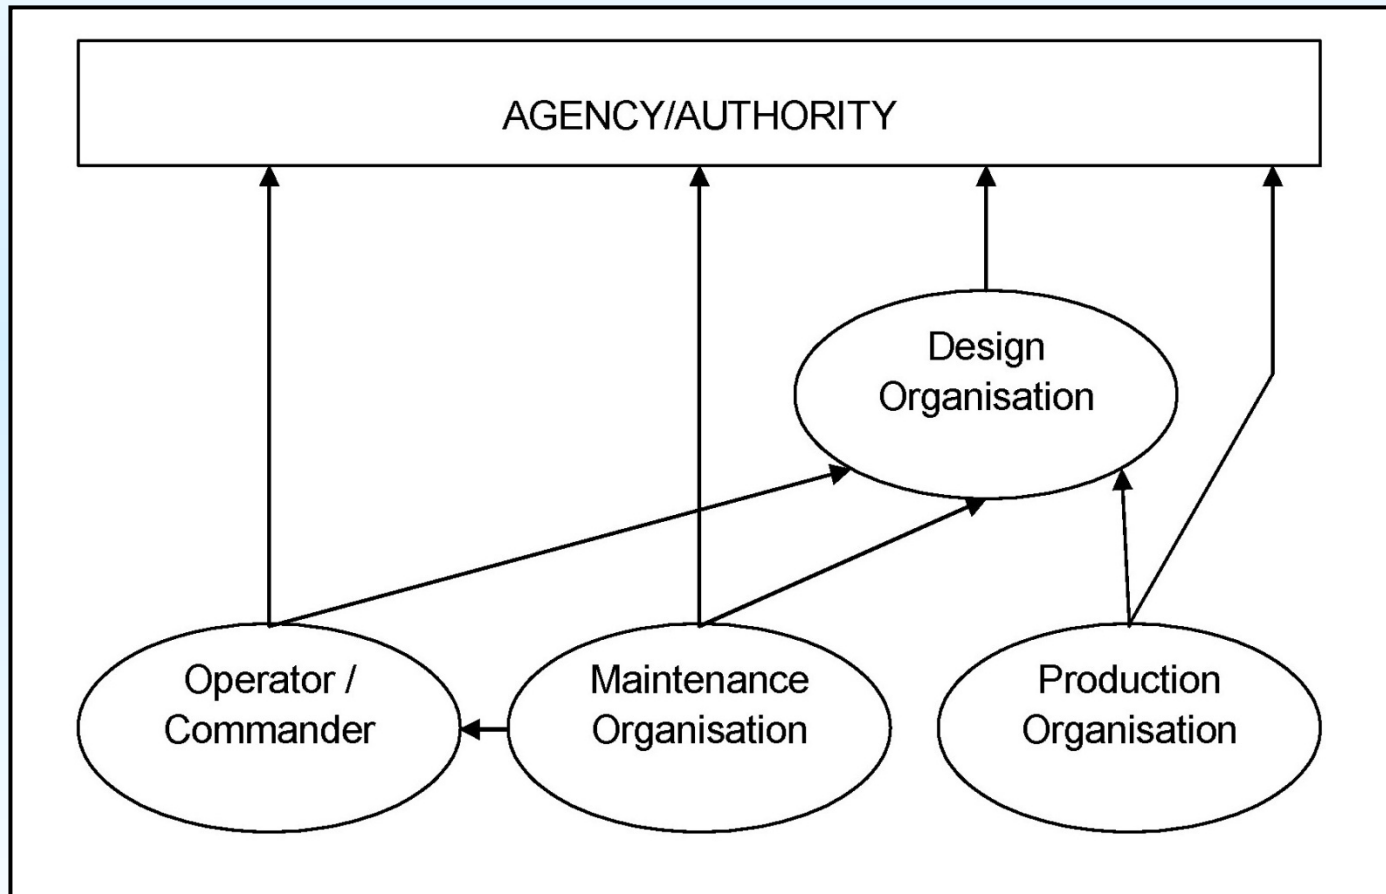 AGENCY/AUTHORITY
Design
Organisation
Operator /
Commander
Maintenance
Organisation
Production
Organisation